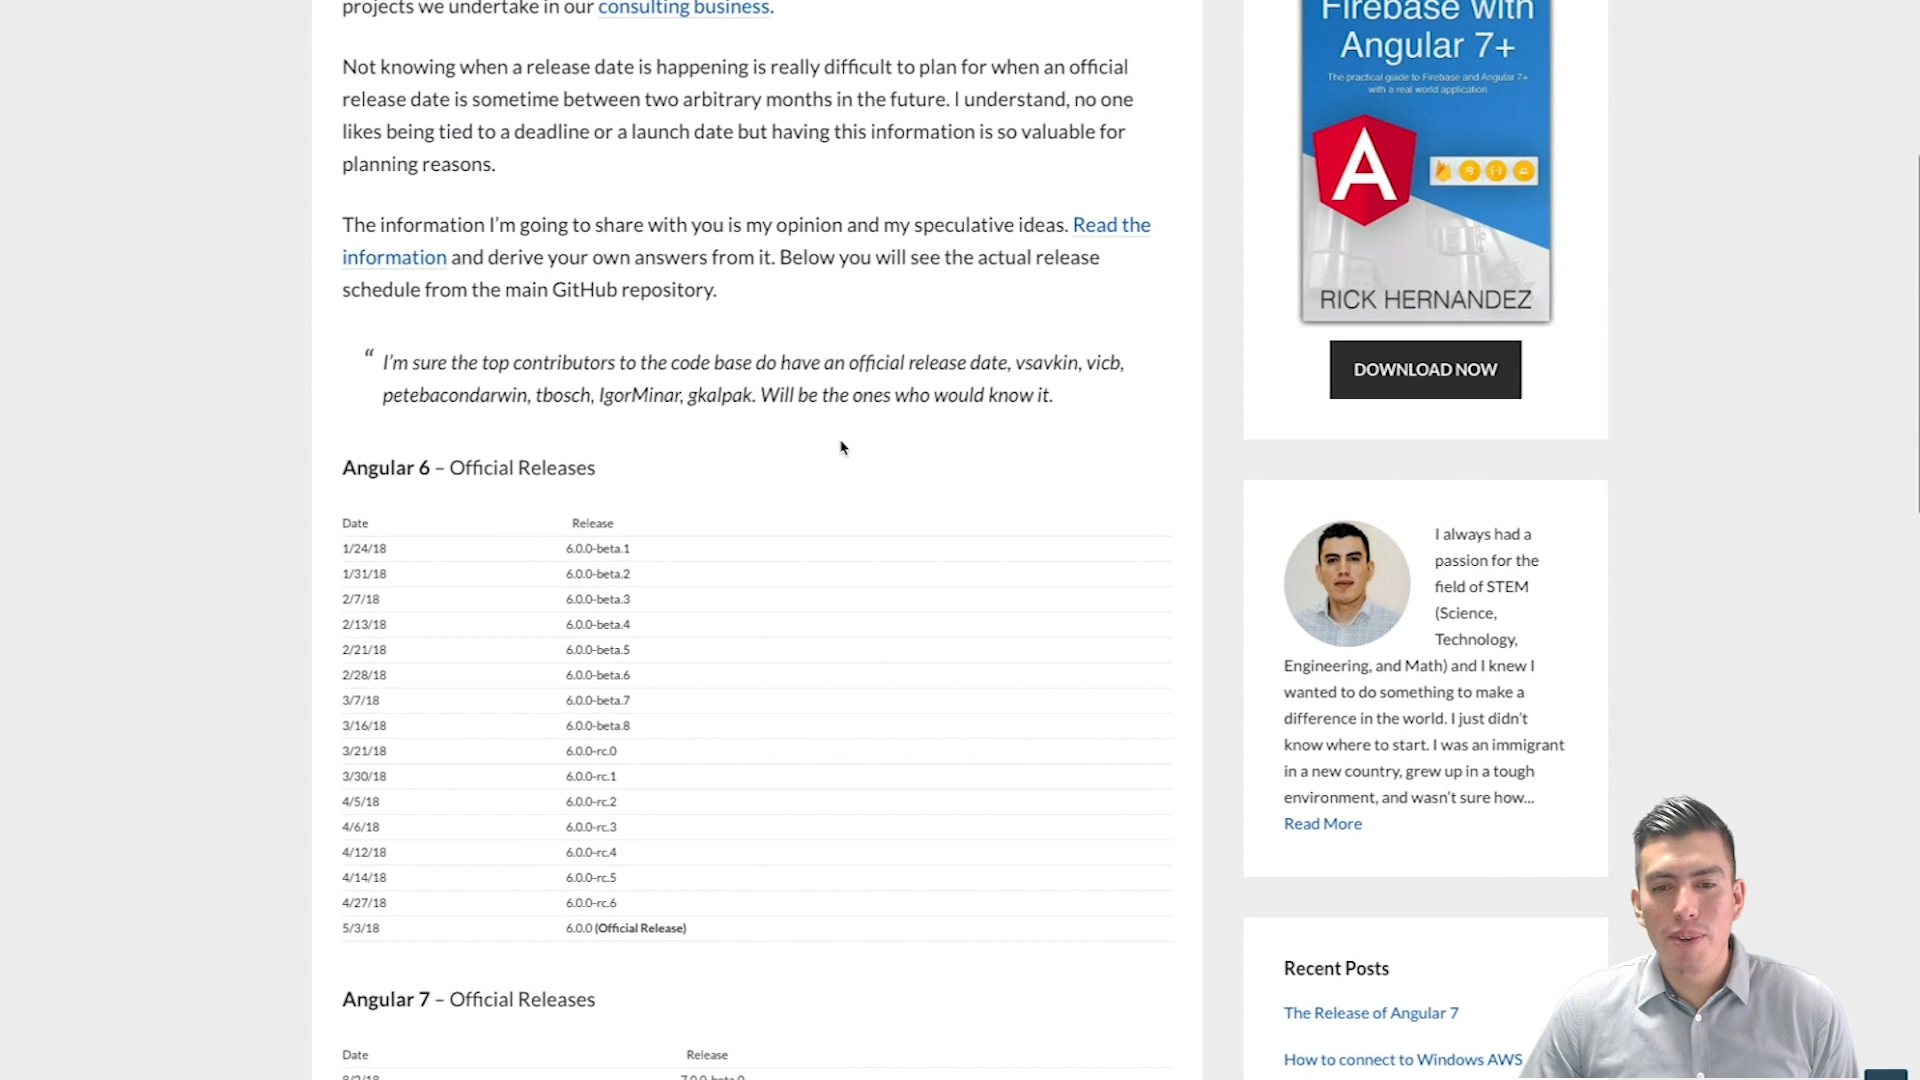 projects we undertake in our consulting business.
Not knowing when a release date is happening is really difficult to plan for when an official
release date is sometime between two arbitrary months in the future. I understand, no one
likes being tied to a deadline or a launch date but having this information is so valuable for
planning reasons.
The information I'm going to share with you is my opinion and my speculative ideas. Read the
information and derive your own answers from it. Below you will see the actual release
schedule from the main GitHub repository.
“ I'm sure the top contributors to the code base do have an official release date, vsavkin, vicb,
petebacondarwin, tbosch, IgorMinar, gkalpak. Will be the ones who would know it.
Angular 6 – Official Releases
Date Release
1/24/18 6.0.0-beta.1
1/31/18 6.0.0-beta.2
2/7/18 6.0.0-beta.3
2/13/18 6.0.0-beta.4
2/21/18 6.0.0-beta.5
2/28/18 6.0.0-beta.6
3/7/18 6.0.0-beta.7
3/16/18 6.0.0-beta.8
3/21/18 6.0.0-rc.0
3/30/18 6.0.0-rc.1
4/5/18 6.0.0-rc.2
4/6/18 6.0.0-rc.3
4/12/18 6.0.0-rc.4
4/14/18 6.0.0-rc.5
4/27/18 6.0.0-rc.6
5/3/18 6.0.0 (Official Release)
Angular 7 – Official Releases
Date Release
Firebase with
Angular 7+
The practical guide to Firebase and Angular 7+
with a real world application
A
RICK HERNANDEZ
DOWNLOAD NOW
I always had a
passion for the
field of STEM
(Science,
Technology,
Engineering, and Math) and I knew I
wanted to do something to make a
difference in the world. I just didn't
know where to start. I was an immigrant
in a new country, grew up in a tough
environment, and wasn't sure how...
Read More
Recent Posts
The Release of Angular 7
How to connect to Windows AWS